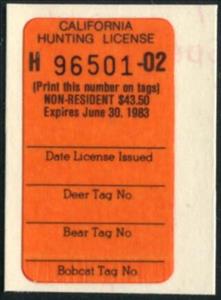 CALIFORNIA
HUNTING LICENSE
H 96501-02
(Print this number on tags)
NON-RESIDENT $43.50
Expires June 30, 1983
Date License Issued
Deer Tag No.
Bear Tag No.
Bobcat Tag No.